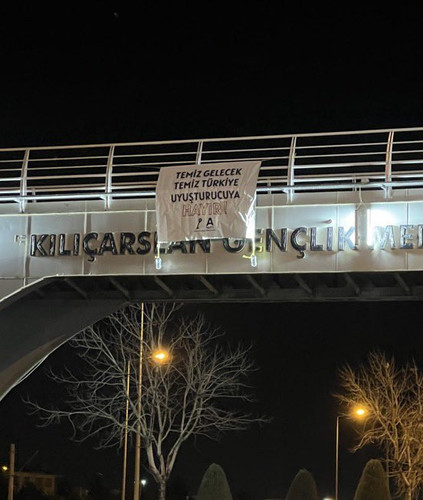 TEMİZ GELECEK
TEMİZ TÜRKİYE
UYUŞTURUCUYA
HAYIR!
KILIÇARSLAN GENÇLİK